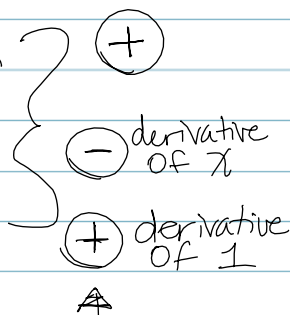 +
- derivative
of x
+ derivative
of 1